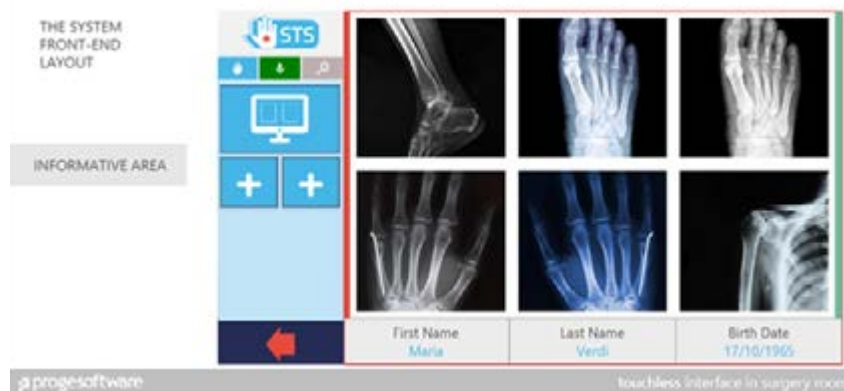 THE SYSTEM
FRONT-END
LAYOUT
INFORMATIVE AREA
STS
First Name
Maria
Last Name
Verdi
Birth Date
17/10/1965
progesoftware
touchless interface in surgery room